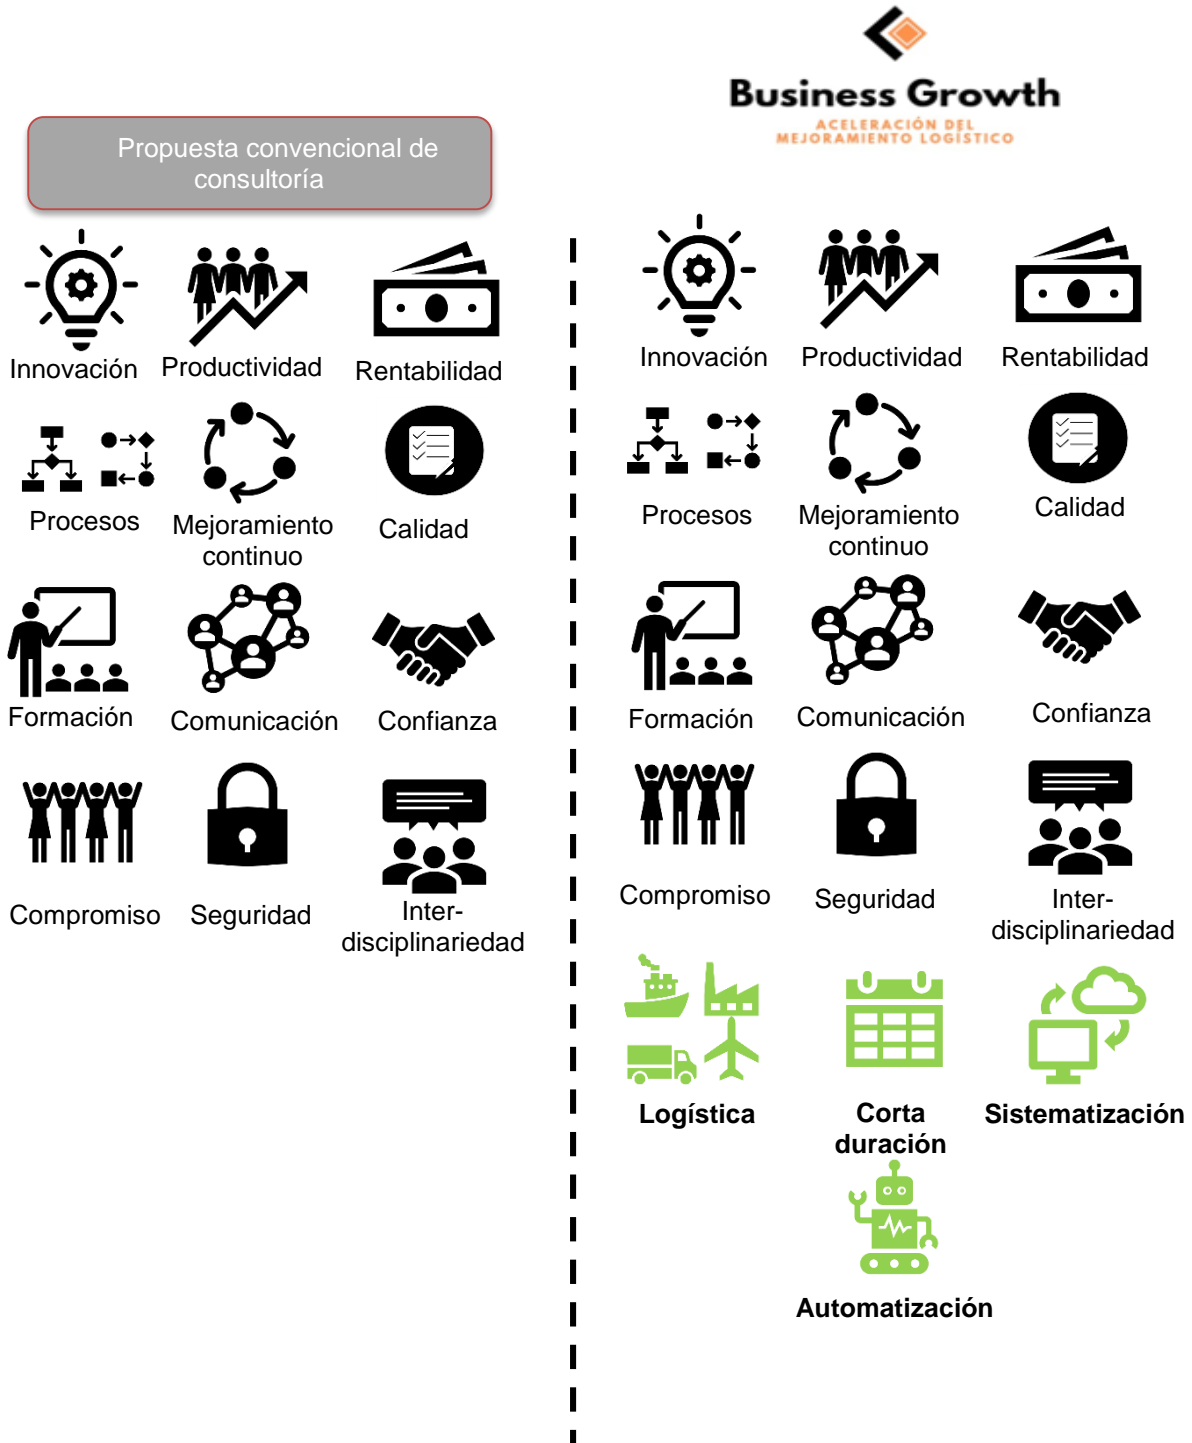 Business Growth
ACELERACIÓN DEL
MEJORAMIENTO LOGÍSTICO
Propuesta convencional de
consultoría
Innovación
Productividad
Rentabilidad
Procesos
Mejoramiento
continuo
Calidad
Formación
Comunicación
Confianza
Compromiso
Seguridad
Inter-
disciplinariedad
Innovación
Productividad
Rentabilidad
Procesos
Mejoramiento
continuo
Calidad
Formación
Comunicación
Confianza
Compromiso
Seguridad
Inter-
disciplinariedad
Logística
Corta
duración
Sistematización
Automatización